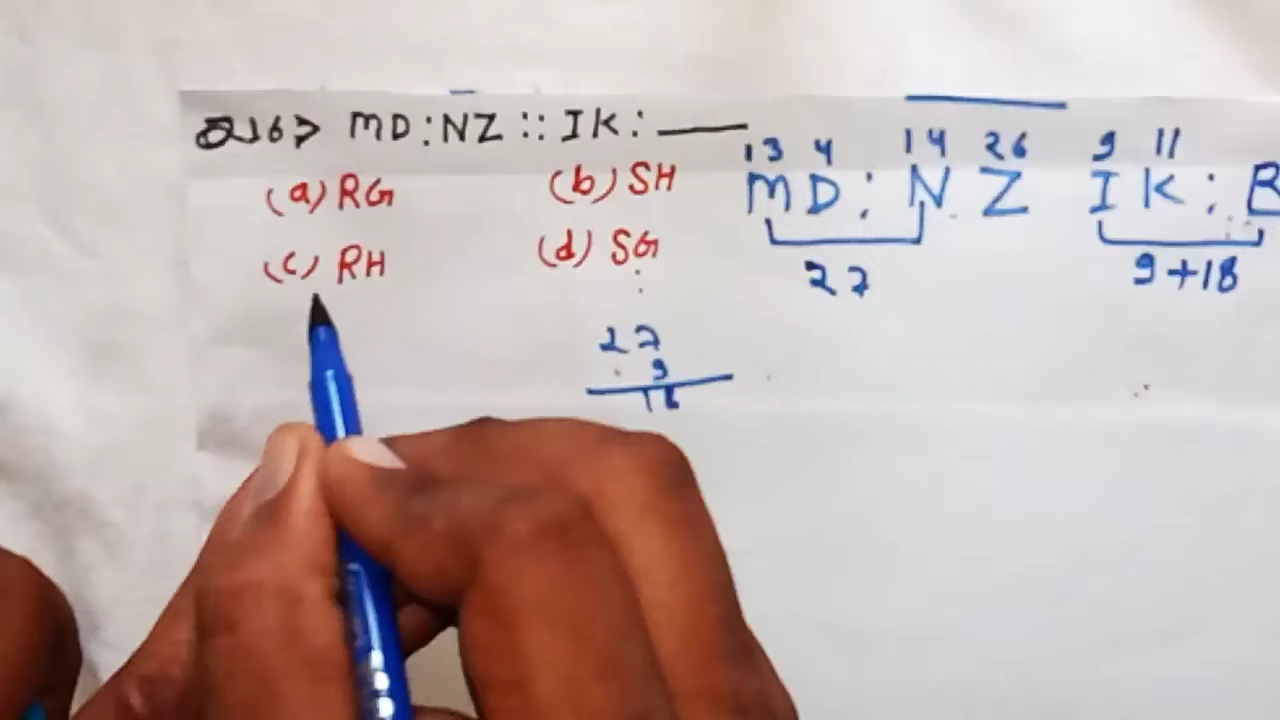 MD : NZ :: IK : ___
(a) RG (b) SH
(c) RH (d) SG
13 4 14 26 9 11
MD : NZ IK :
27 9+18
27
9
18